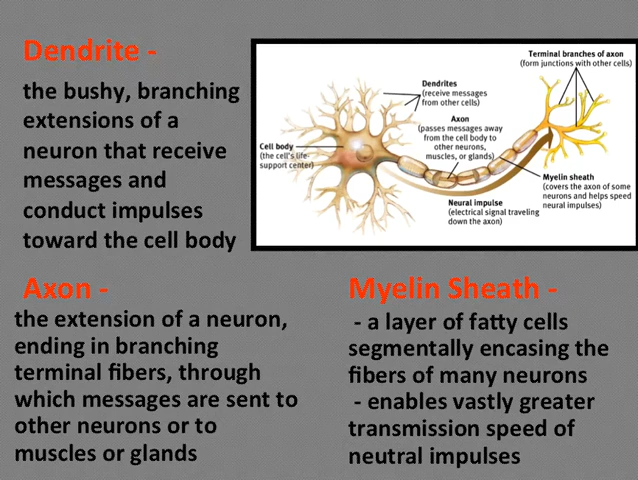 Dendrite -
the bushy, branching
extensions of a
neuron that receive
messages and
conduct impulses
toward the cell body
Terminal branches of axon
(form junctions with other cells)
Dendrites
(receive messages
from other cells)
Axon
(passes messages away
from the cell body to
other neurons,
muscles, or glands)
Cell body
(the cell's life-
support center)
Myelin sheath
(covers the axon of some
neurons and helps speed
neural impulses)
Neural impulse
(electrical signal traveling
down the axon)
Axon -
the extension of a neuron,
ending in branching
terminal fibers, through
which messages are sent to
other neurons or to
muscles or glands
Myelin Sheath -
- a layer of fatty cells
segmentally encasing the
fibers of many neurons
- enables vastly greater
transmission speed of
neutral impulses